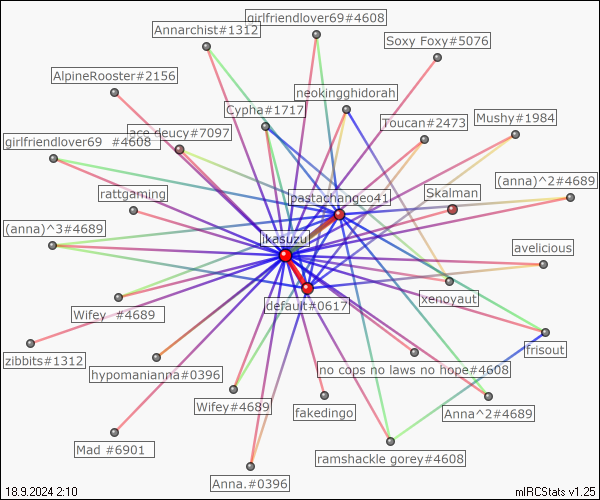 girlfriendlover69#4608
Annarchist#1312
Soxy Foxy#5076
AlpineRooster#2156
neokingghidorah
Cypha#1717
Toucan#2473
Mushy#1984
ace deucy#7097
girlfriendlover69 #4608
(anna)^2#4689
rattgaming
pastachangeo41
Skalman
(anna)^3#4689
ikasuzu
avelicious
xenoyaut
default#0617
Wifey #4689
frisout
zibbits#1312
hypomanianna#0396
no cops no laws no hope#4608
Wifey#4689
fakedingo
Anna^2#4689
Mad #6901
ramshackle gorey#4608
Anna.#0396
18.9.2024 2:10
mIRCStats v1.25